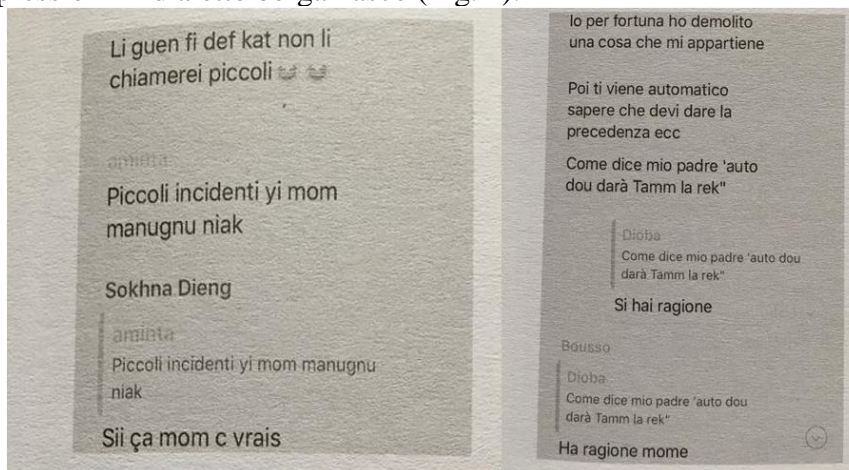 Li guen fi def kat non li
chiamerei piccoli
aminta
Piccoli incidenti yi mom
manugnu niak
Sokhna Dieng
aminta
Piccoli incidenti yi mom manugnu
niak
Sii ça mom c vrais
Io per fortuna ho demolito
una cosa che mi appartiene
Poi ti viene automatico
sapere che devi dare la
precedenza ecc
Come dice mio padre 'auto
dou darà Tamm la rek"
Dioba
Come dice mio padre 'auto dou
darà Tamm la rek"
Si hai ragione
Bousso
Dioba
Come dice mio padre 'auto dou
darà Tamm la rek"
Ha ragione mome